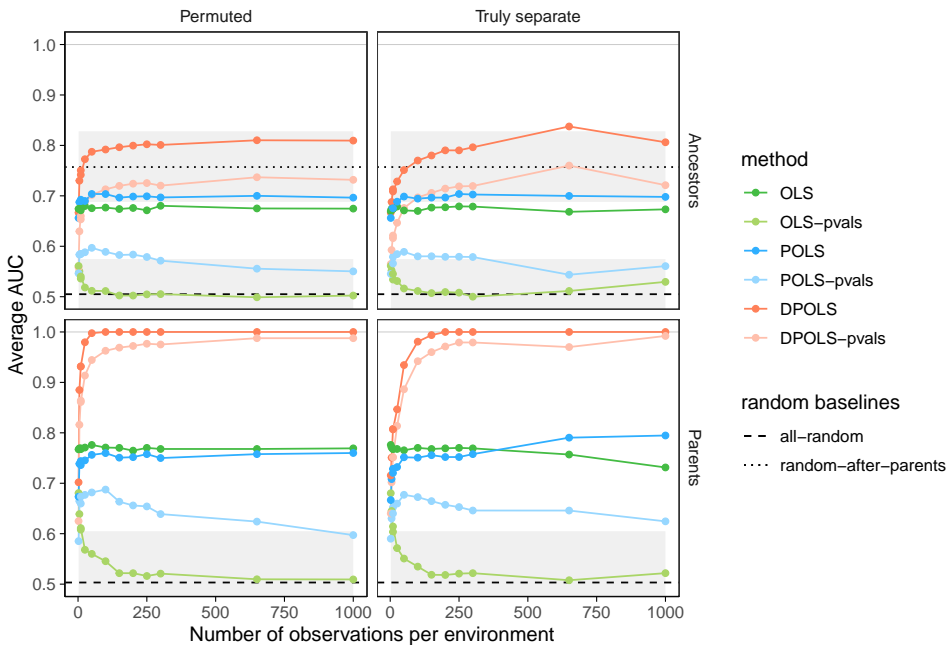 Permuted
Truly separate
Average AUC
1.0
0.9
0.8
0.7
0.6
0.5
Ancestors
1.0
0.9
0.8
0.7
0.6
0.5
Parents
0
250
500
750
1000
0
250
500
750
1000
Number of observations per environment
method
OLS
OLS−pvals
POLS
POLS−pvals
DPOLS
DPOLS−pvals
random baselines
all−random
random−after−parents